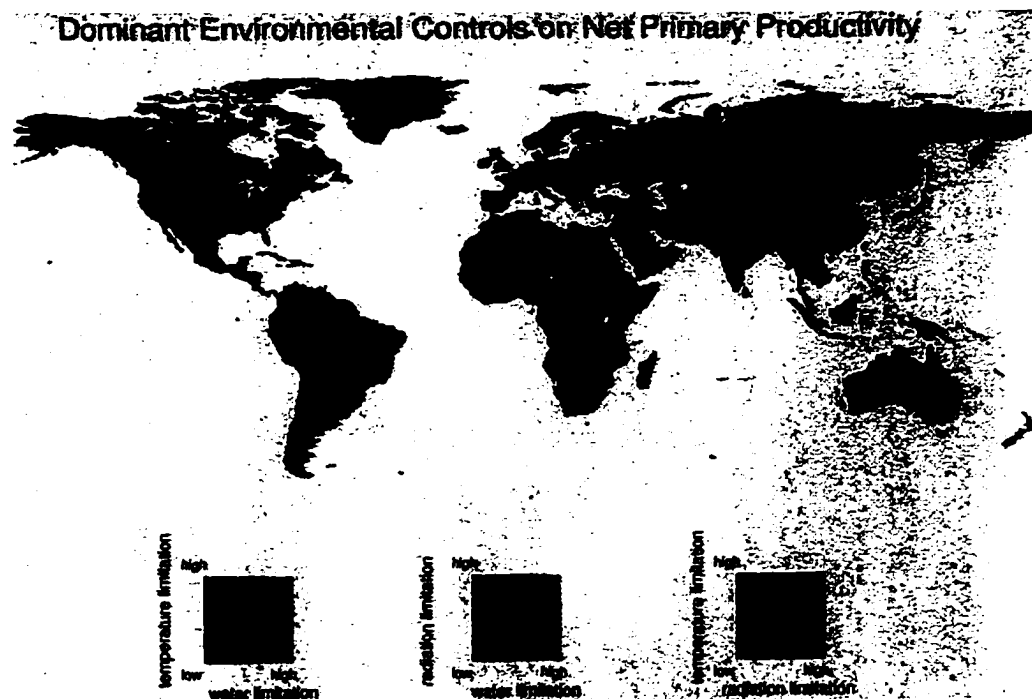 Dominant Environmental Controls on Net Primary Productivity
temperature limitation
high
low
high
water limitation
radiation limitation
high
low
high
water limitation
temperature limitation
high
low
high
radiation limitation